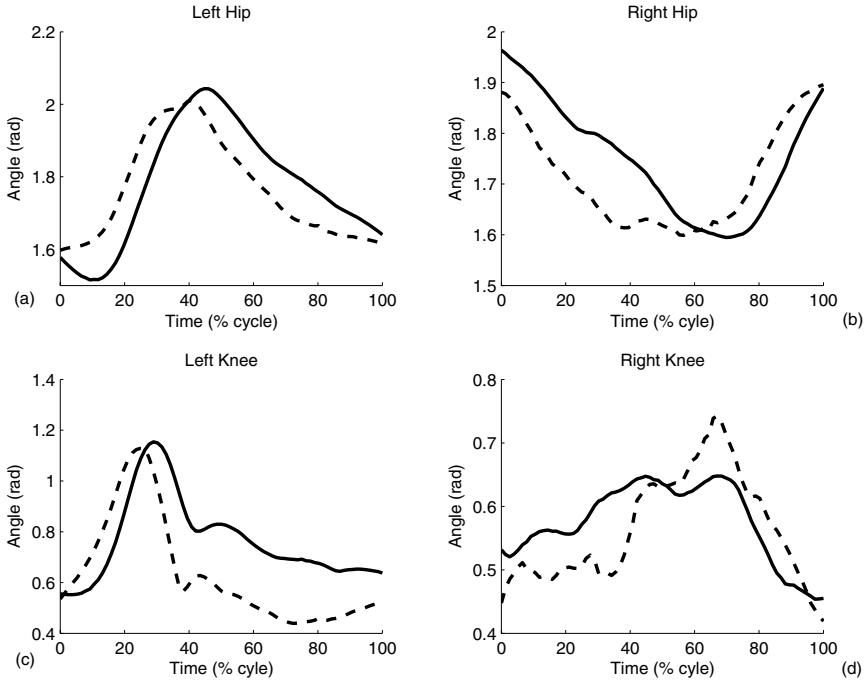 Left Hip
2.2
2
1.8
1.6
Angle (rad)
0 20 40 60 80 100
Time (% cycle)
(a)
Right Hip
2
1.9
1.8
1.7
1.6
1.5
Angle (rad)
0 20 40 60 80 100
Time (% cyle)
(b)
Left Knee
1.4
1.2
1
0.8
0.6
0.4
Angle (rad)
0 20 40 60 80 100
Time (% cyle)
(c)
Right Knee
0.8
0.7
0.6
0.5
0.4
Angle (rad)
0 20 40 60 80 100
Time (% cyle)
(d)